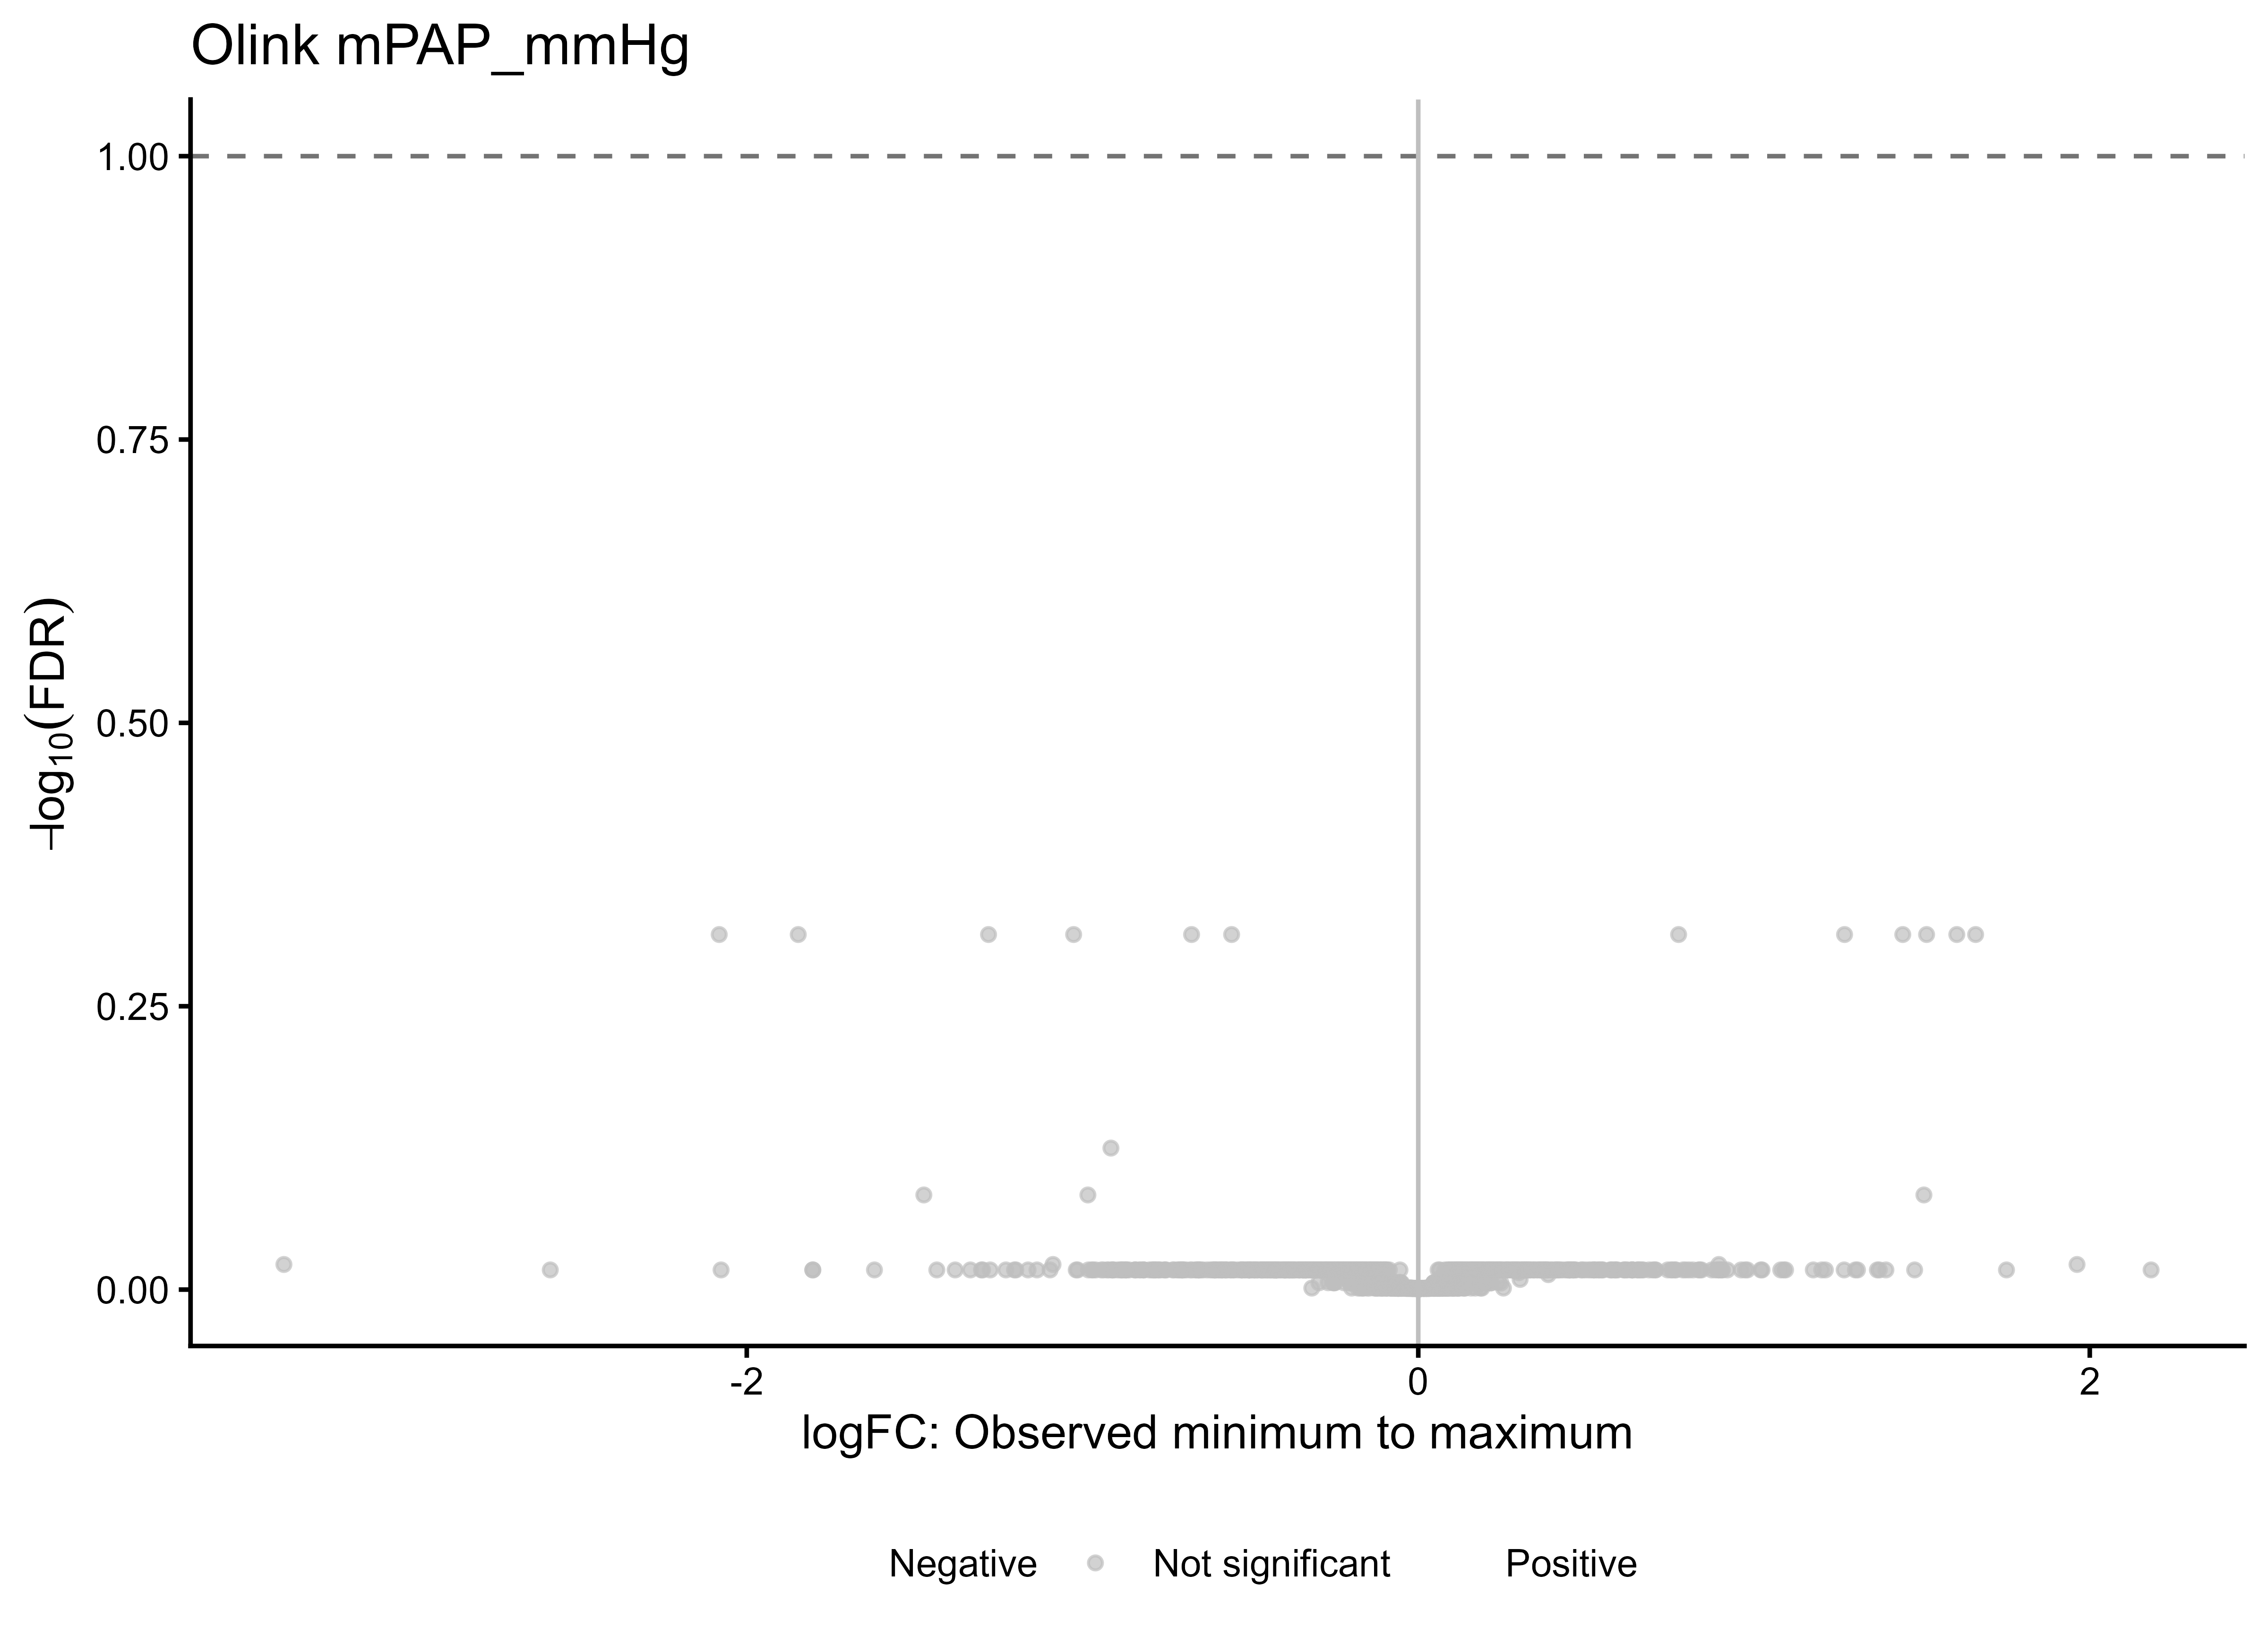 Olink mPAP_mmHg
1.00
0.75
0.50
0.25
0.00
–log10(FDR)
-2 0 2
logFC: Observed minimum to maximum
Negative Not significant Positive